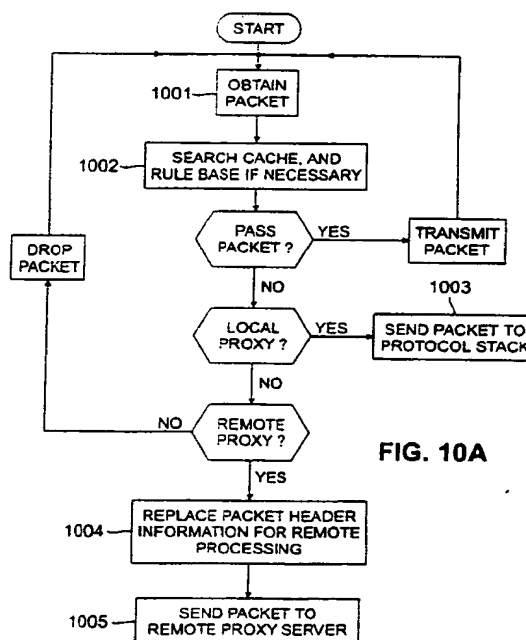 START
1001
OBTAIN
PACKET
1002
SEARCH CACHE, AND
RULE BASE IF NECESSARY
PASS
PACKET ?
YES
TRANSMIT
PACKET
DROP
PACKET
NO
1003
LOCAL
PROXY ?
YES
SEND PACKET TO
PROTOCOL STACK
NO
NO
REMOTE
PROXY ?
FIG. 10A
YES
1004
REPLACE PACKET HEADER
INFORMATION FOR REMOTE
PROCESSING
1005
SEND PACKET TO
REMOTE PROXY SERVER